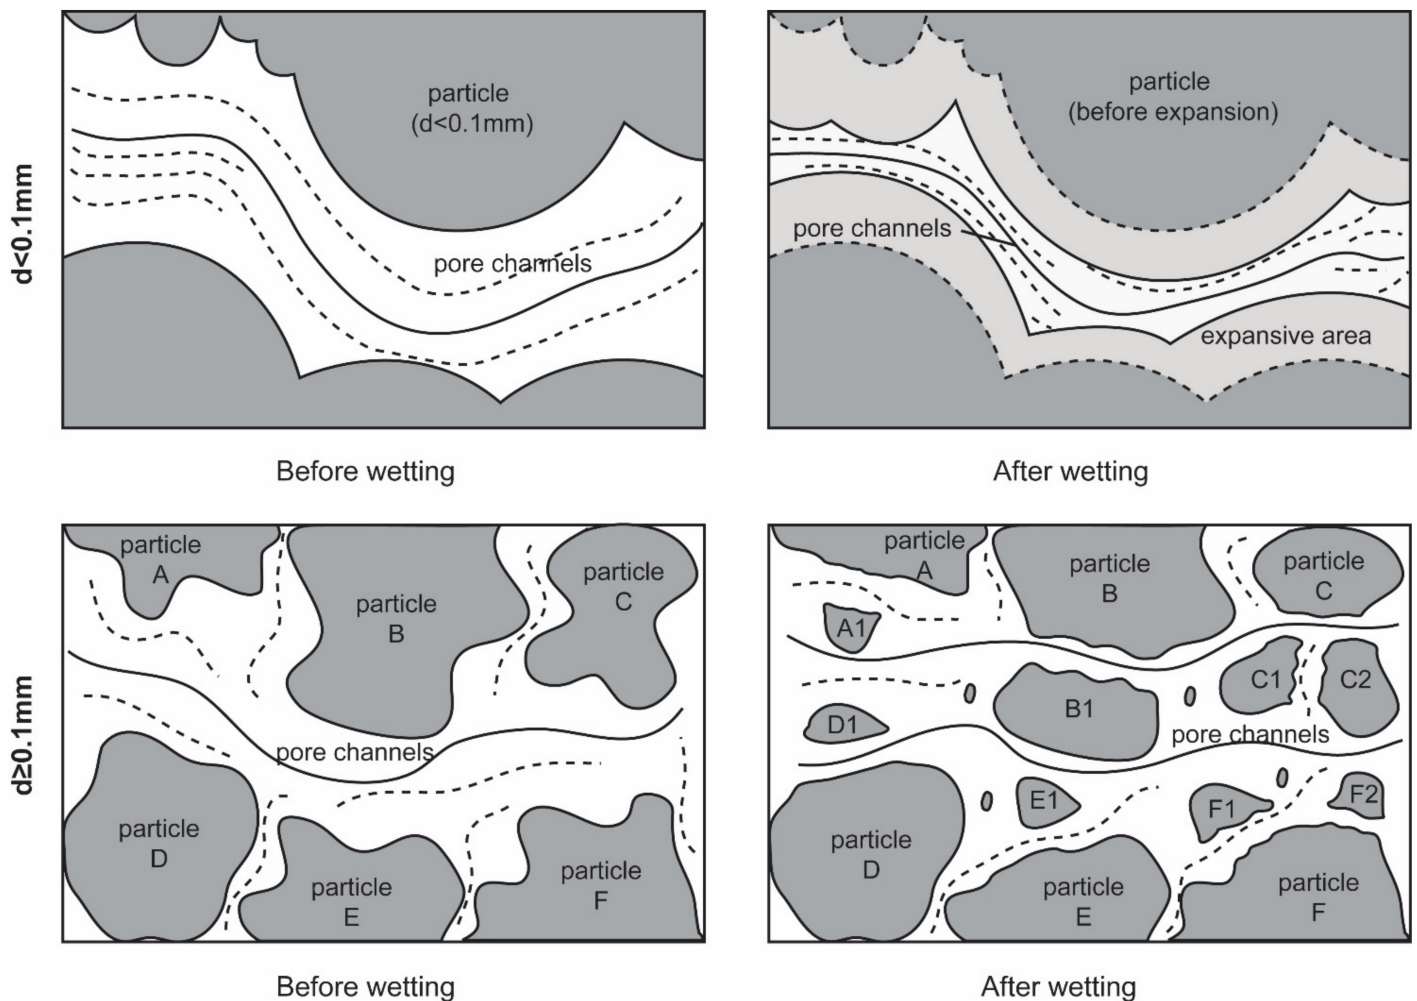 d<0.1mm
particle
(d<0.1mm)
pore channels
Before wetting
particle
(before expansion)
pore channels
expansive area
After wetting
d≥0.1mm
particle
A
particle
B
particle
C
pore channels
particle
D
particle
E
particle
F
Before wetting
particle
A
particle
B
particle
C
A1
B1
C1
C2
D1
pore channels
E1
F1
F2
particle
D
particle
E
particle
F
After wetting